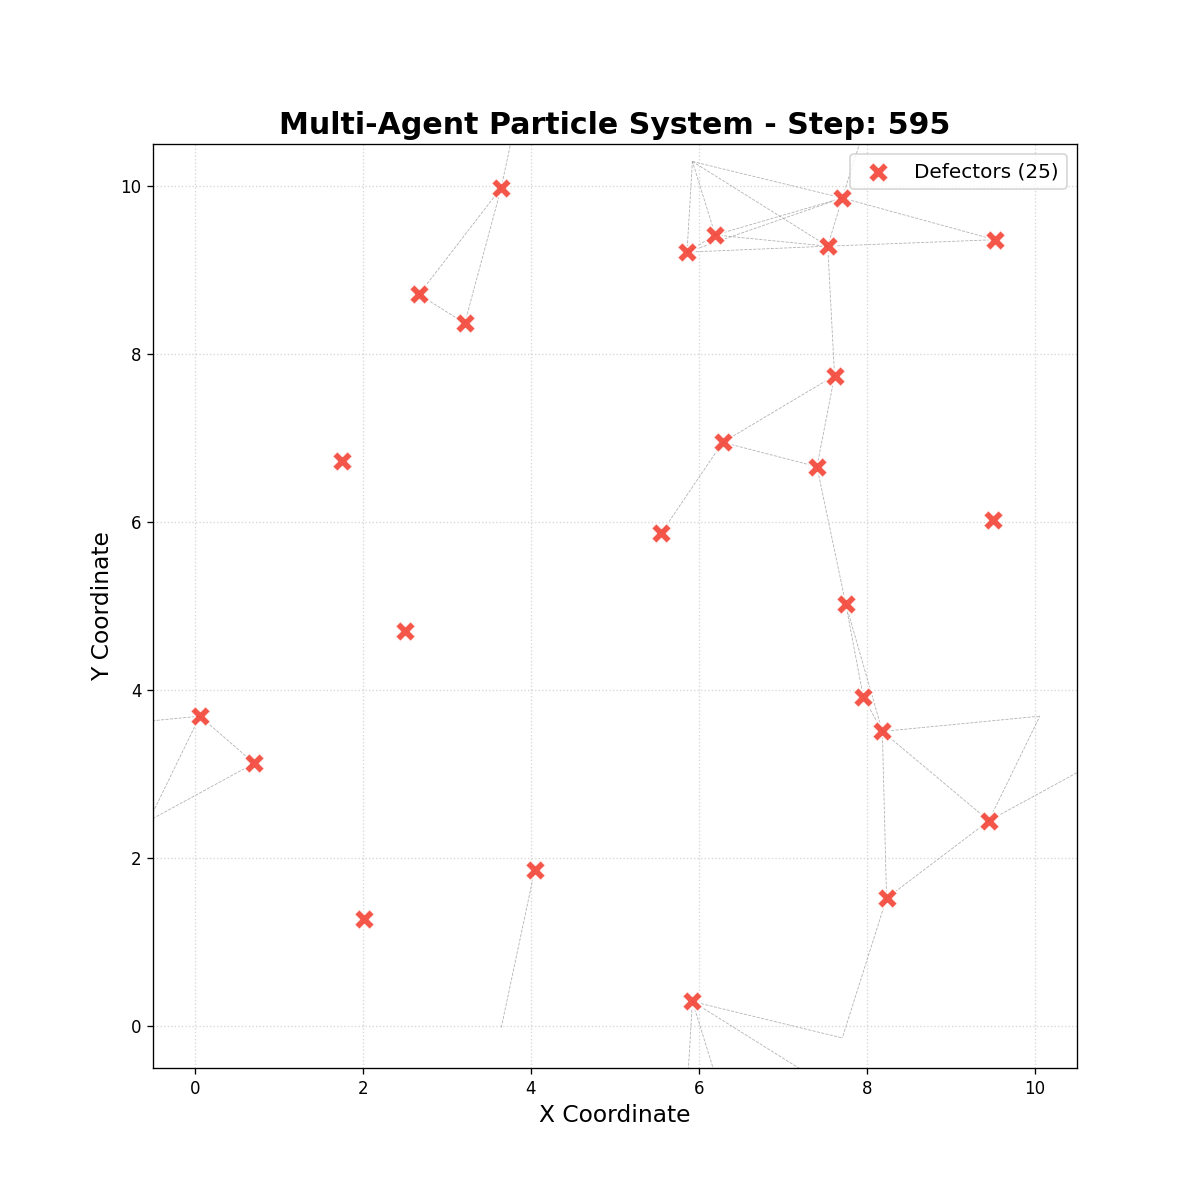 Multi-Agent Particle System - Step: 595
Defectors (25)
10
8
6
4
2
0
Y Coordinate
0 2 4 6 8 10
X Coordinate